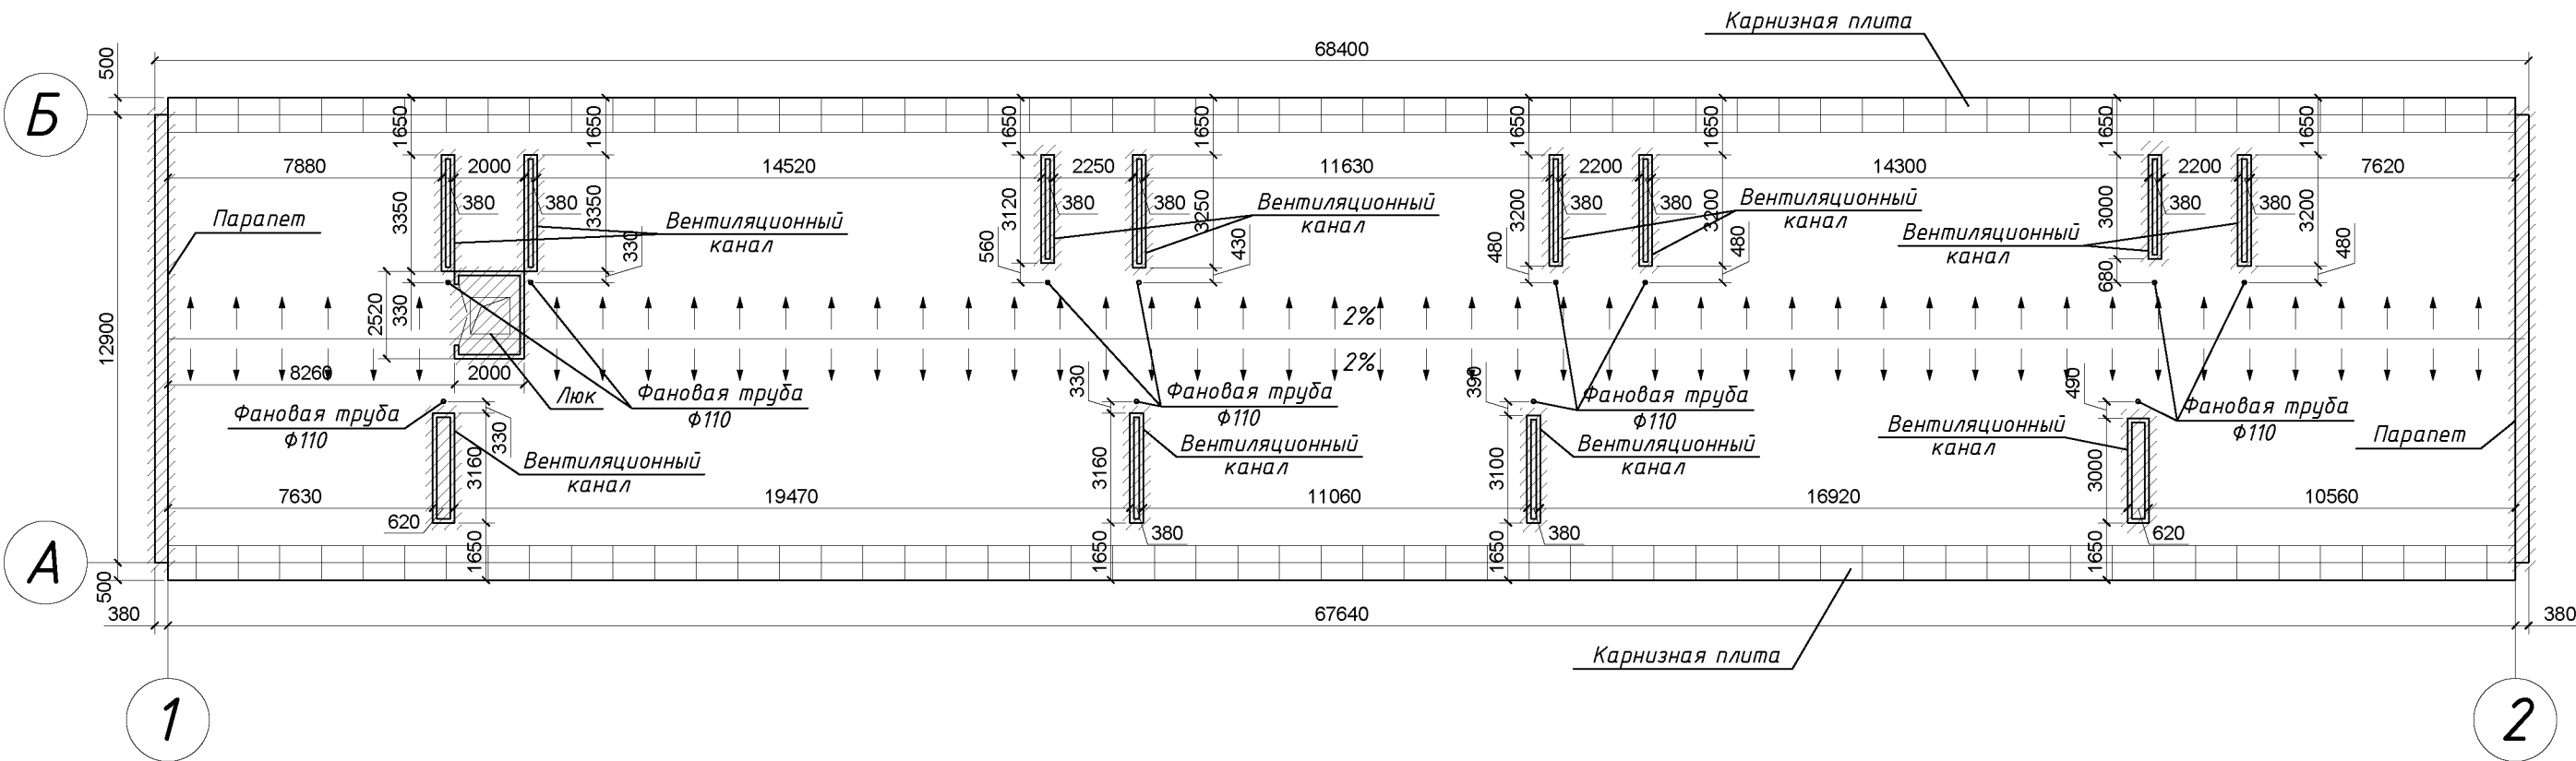 Карнизная плита
68400
500
Б
1650
1650
1650
1650
1650
1650
1650
1650
7880
2000
14520
2250
11630
2200
14300
2200
7620
380
380
380
380
380
380
380
380
3350
3350
3120
3250
3200
3200
3000
3200
Парапет
Вентиляционный
канал
Вентиляционный
канал
Вентиляционный
канал
Вентиляционный
канал
330
560
430
480
480
680
480
12900
2520
330
2%
2%
8260
2000
Люк
330
390
490
Фановая труба
Ф110
Фановая труба
Ф110
Фановая труба
Ф110
Фановая труба
Ф110
Фановая труба
Ф110
Парапет
330
3160
3160
3100
3000
Вентиляционный
канал
Вентиляционный
канал
Вентиляционный
канал
Вентиляционный
канал
7630
19470
11060
16920
10560
620
380
380
620
1650
1650
1650
1650
А
500
380
67640
380
Карнизная плита
1
2